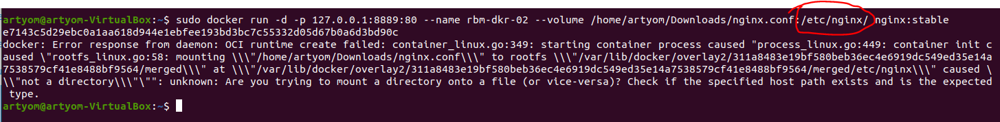 artyom@artyom-VirtualBox:~$ sudo docker run -d -p 127.0.0.1:8889:80 --name rbm-dkr-02 --volume /home/artyom/Downloads/nginx.conf:/etc/nginx/ nginx:stable
e7143c5d29ebc0a1aa618d944e1ebfee193bd3bc7c55332d05d67b0a6d3bd90c
docker: Error response from daemon: OCI runtime create failed: container_linux.go:349: starting container process caused "process_linux.go:449: container init c
aused \"rootfs_linux.go:58: mounting \\\"/home/artyom/Downloads/nginx.conf\\\" to rootfs \\\"/var/lib/docker/overlay2/311a8483e19bf580beb36ec4e6919dc549ed35e14a
7538579cf41e8488bf9564/merged\\\" at \\\"/var/lib/docker/overlay2/311a8483e19bf580beb36ec4e6919dc549ed35e14a7538579cf41e8488bf9564/merged/etc/nginx\\\" caused \
\\"not a directory\\\"\"": unknown: Are you trying to mount a directory onto a file (or vice-versa)? Check if the specified host path exists and is the expected
 type.
artyom@artyom-VirtualBox:~$